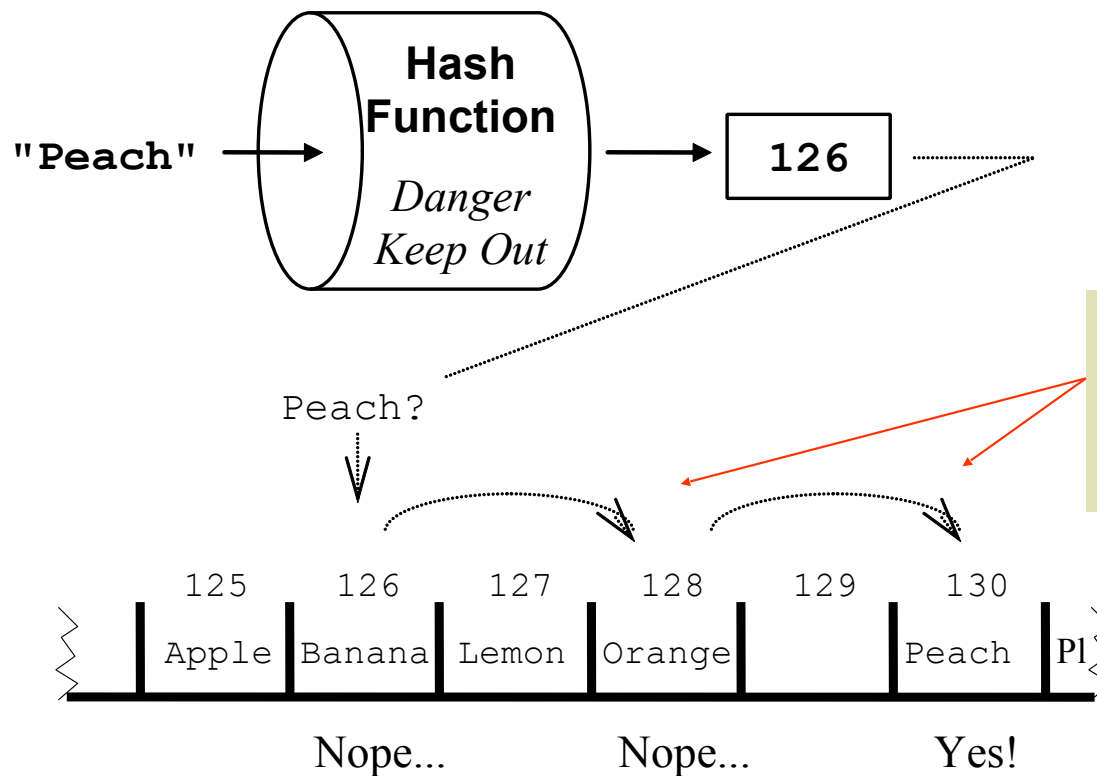 Hash
Function
"Peach"
126
Danger
Keep Out
Peach?
125 126 127 128 129 130
Apple Banana Lemon Orange Peach Pl
Nope... Nope... Yes!